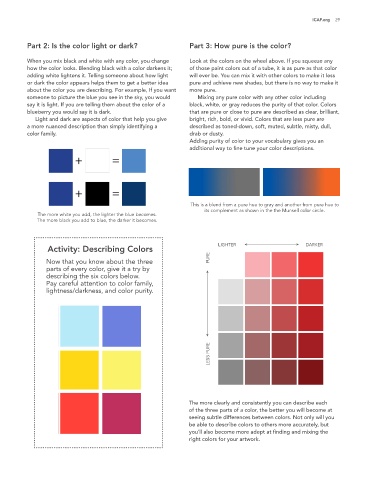 ICAP.org 29
Part 2: Is the color light or dark?
When you mix black and white with any color, you change
how the color looks. Blending black with a color darkens it;
adding white lightens it. Telling someone about how light
or dark the color appears helps them to get a better idea
about the color you are describing. For example, if you want
someone to picture the blue you see in the sky, you would
say it is light. If you are telling them about the color of a
blueberry you would say it is dark.
Light and dark are aspects of color that help you give
a more nuanced description than simply identifying a
color family.
+ =
+ =
The more white you add, the lighter the blue becomes.
The more black you add to blue, the darker it becomes.
Activity: Describing Colors
Now that you know about the three
parts of every color, give it a try by
describing the six colors below.
Pay careful attention to color family,
lightness/darkness, and color purity.
Part 3: How pure is the color?
Look at the colors on the wheel above. If you squeeze any
of those paint colors out of a tube, it is as pure as that color
will ever be. You can mix it with other colors to make it less
pure and achieve new shades, but there is no way to make it
more pure.
Mixing any pure color with any other color including
black, white, or gray reduces the purity of that color. Colors
that are pure or close to pure are described as clear, brilliant,
bright, rich, bold, or vivid. Colors that are less pure are
described as toned-down, soft, muted, subtle, misty, dull,
drab or dusty.
Adding purity of color to your vocabulary gives you an
additional way to fine tune your color descriptions.
This is a blend from a pure hue to gray and another from pure hue to
its complement as shown in the the Munsell color circle.
LIGHTER DARKER
PURE
LESS PURE
The more clearly and consistently you can describe each
of the three parts of a color, the better you will become at
seeing subtle differences between colors. Not only will you
be able to describe colors to others more accurately, but
you'll also become more adept at finding and mixing the
right colors for your artwork.